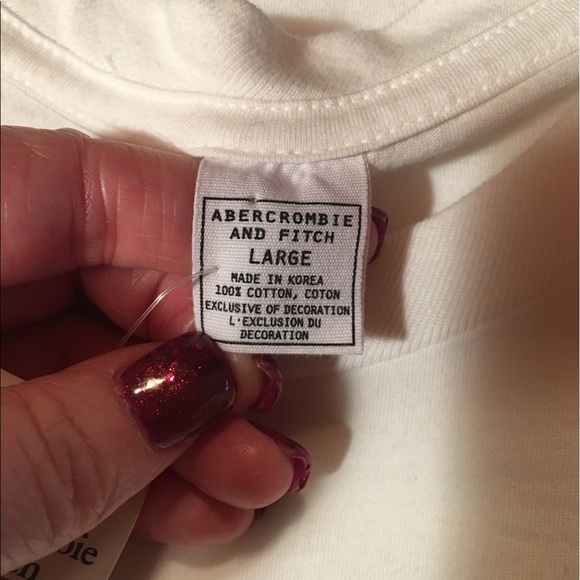 ABERCROMBIE
AND FITCH
LARGE
MADE IN KOREA
100% COTTON, COTON
EXCLUSIVE OF DECORATION
L'EXCLUSION DU
DECORATION